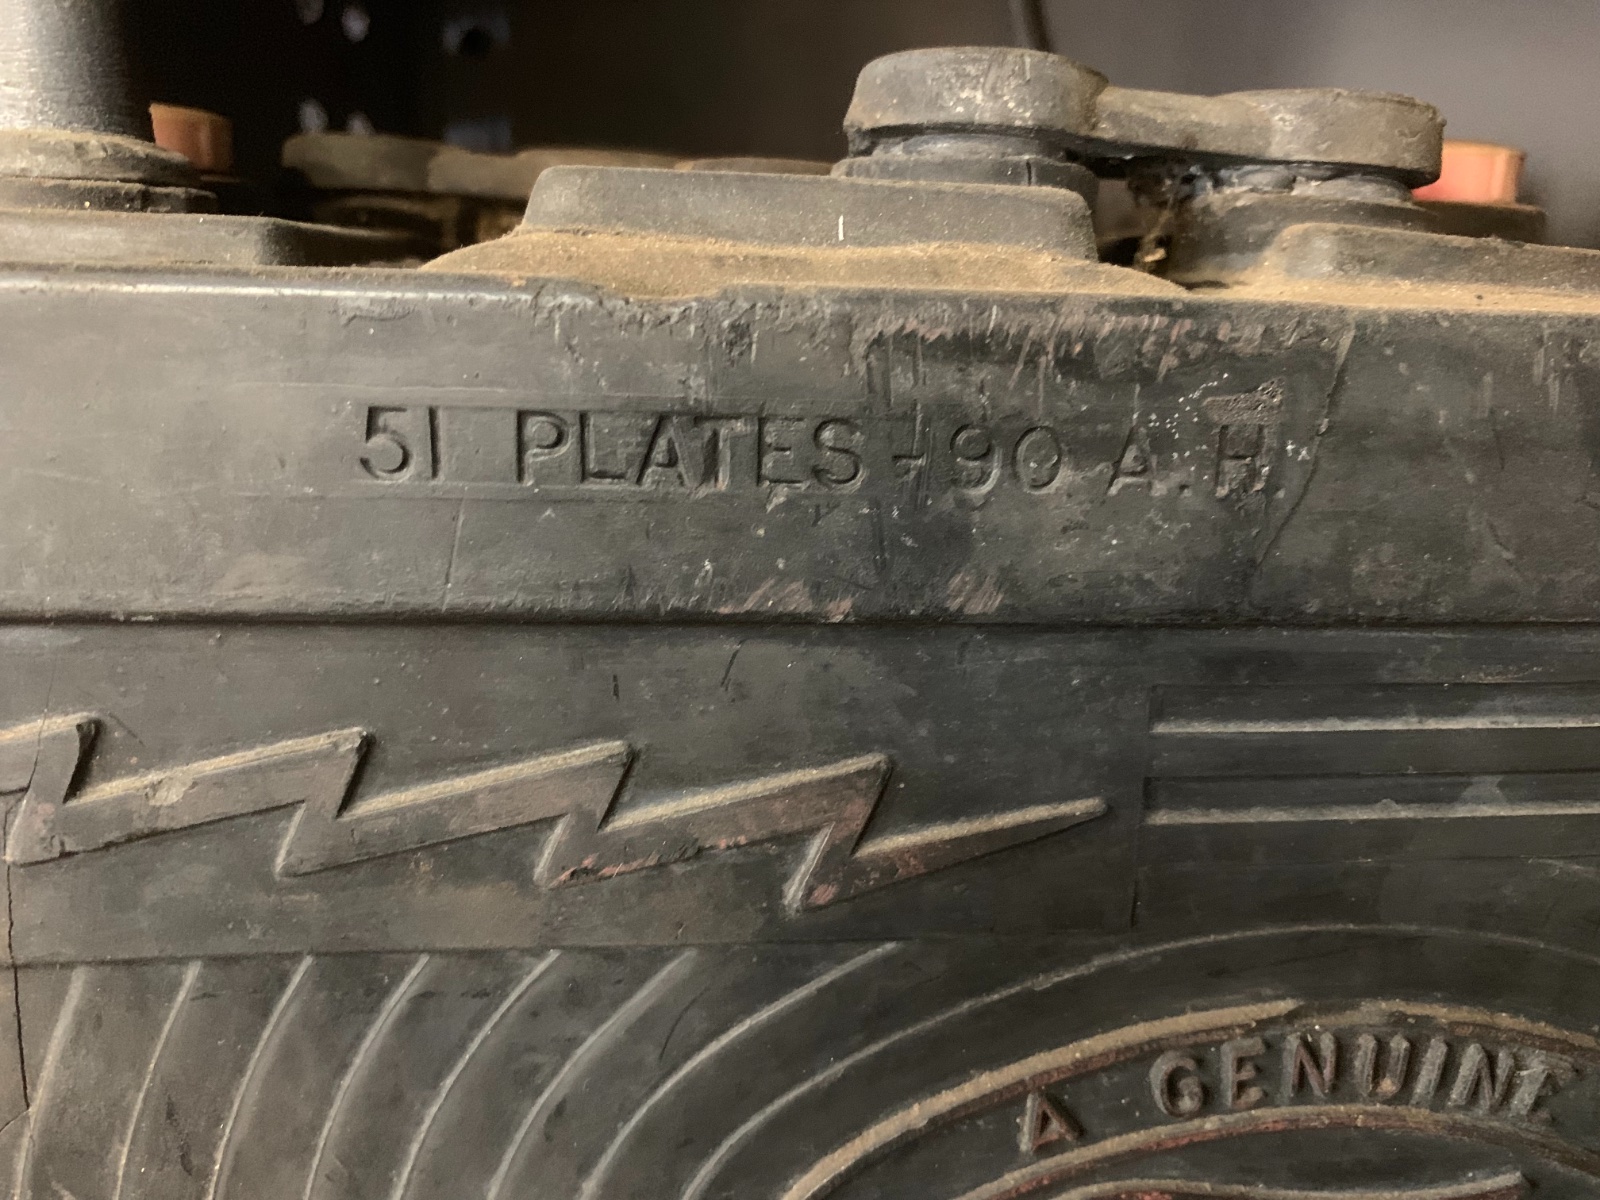 51 PLATES - 90 A.H.
A GENUINE